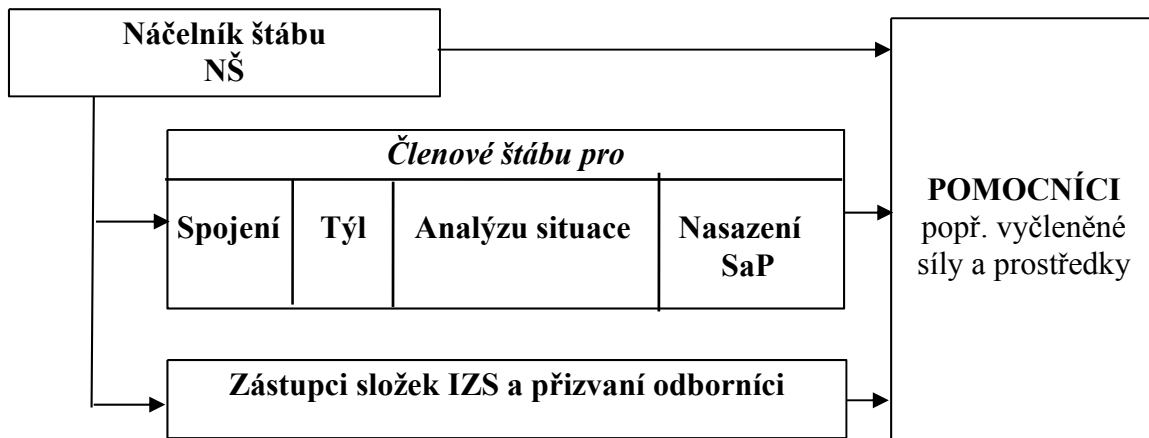 Náčelník štábu
NŠ
Členové štábu pro
Spojení
Týl
Analýzu situace
Nasazení
SaP
Zástupci složek IZS a přizvaní odborníci
POMOCNÍCI
popř. vyčleněné
síly a prostředky